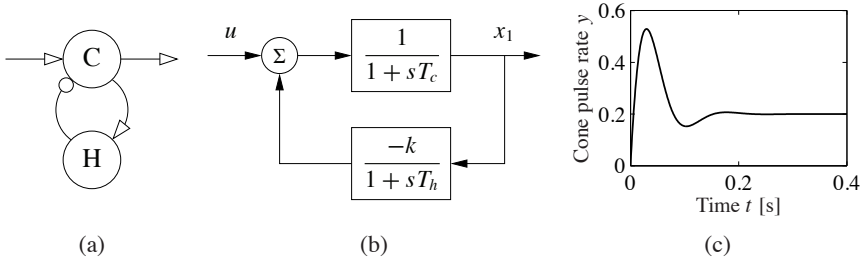 C
H
(a)
u
Σ
1
1 + sT_c
x_1
−k
1 + sT_h
(b)
Cone pulse rate y
0.6
0.4
0.2
0
0
0.2
0.4
Time t [s]
(c)